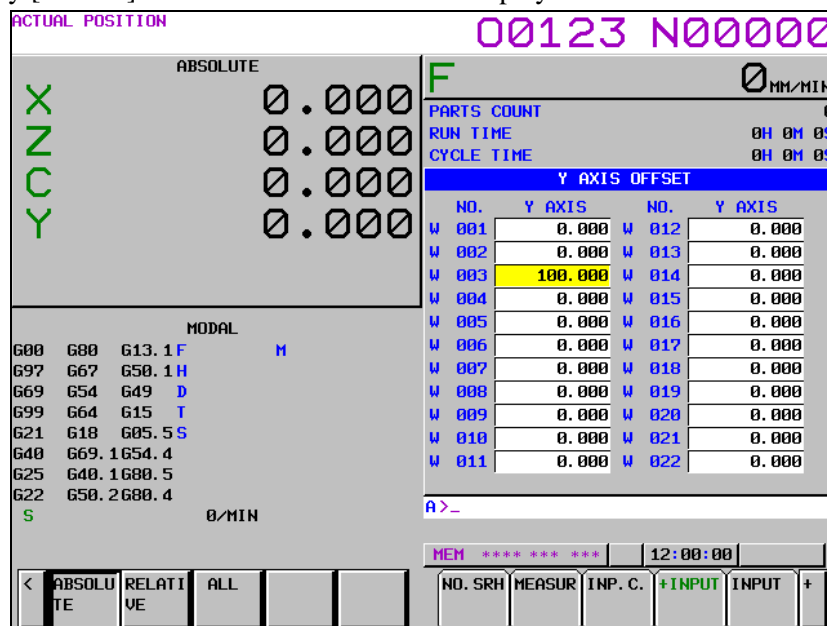 ACTUAL POSITION
O0123 N00000
ABSOLUTE
X 0.000
Z 0.000
C 0.000
Y 0.000
F 0 MM/MIN
PARTS COUNT 0
RUN TIME 0H 0M 0S
CYCLE TIME 0H 0M 0S
Y AXIS OFFSET
NO. Y AXIS NO. Y AXIS
W 001 0.000 W 012 0.000
W 002 0.000 W 013 0.000
W 003 100.000 W 014 0.000
W 004 0.000 W 015 0.000
W 005 0.000 W 016 0.000
W 006 0.000 W 017 0.000
W 007 0.000 W 018 0.000
W 008 0.000 W 019 0.000
W 009 0.000 W 020 0.000
W 010 0.000 W 021 0.000
W 011 0.000 W 022 0.000
MODAL
G00 G80 G13.1 F M
G97 G67 G50.1 H
G69 G54 G49 D
G99 G64 G15 T
G21 G18 G05.5 S
G40 G69.1 G54.4
G25 G40.1 G80.5
G22 G50.2 G80.4
S 0/MIN
A>_
MEM **** *** *** 12:00:00
< ABSOLUTE RELATIVE ALL
NO.SRH MEASUR INP.C. +INPUT INPUT +